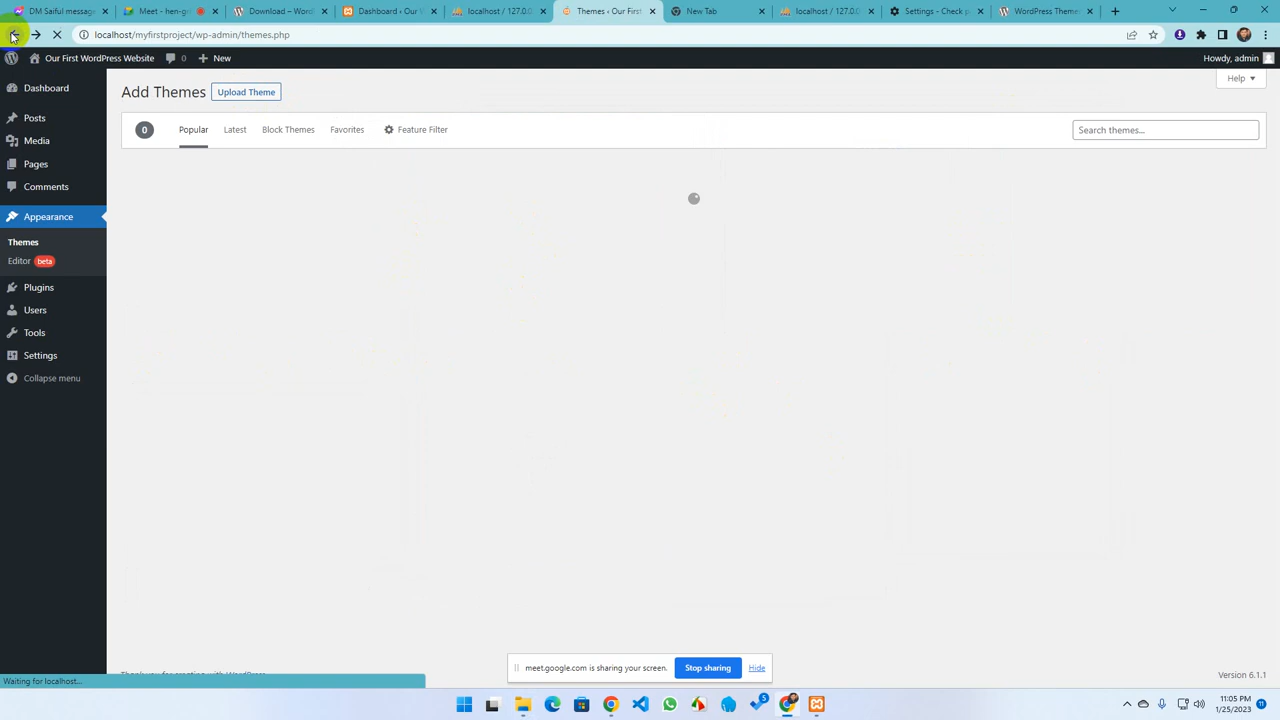 DM Saiful message
Meet - heng
Download – Wor
Dashboard ‹ Our W
localhost / 127.0.0
Themes ‹ Our First
New Tab
localhost / 127.0.0
Settings - Check p
WordPress Themes
localhost/myfirstproject/wp-admin/themes.php
Our First WordPress Website
0
New
Howdy, admin
Dashboard
Posts
Media
Pages
Comments
Appearance
Themes
Editor beta
Plugins
Users
Tools
Settings
Collapse menu
Add Themes
Upload Theme
Help
0
Popular
Latest
Block Themes
Favorites
Feature Filter
Search themes...
meet.google.com is sharing your screen.
Stop sharing
Hide
Version 6.1.1
Waiting for localhost...
5
11:05 PM
1/25/2023